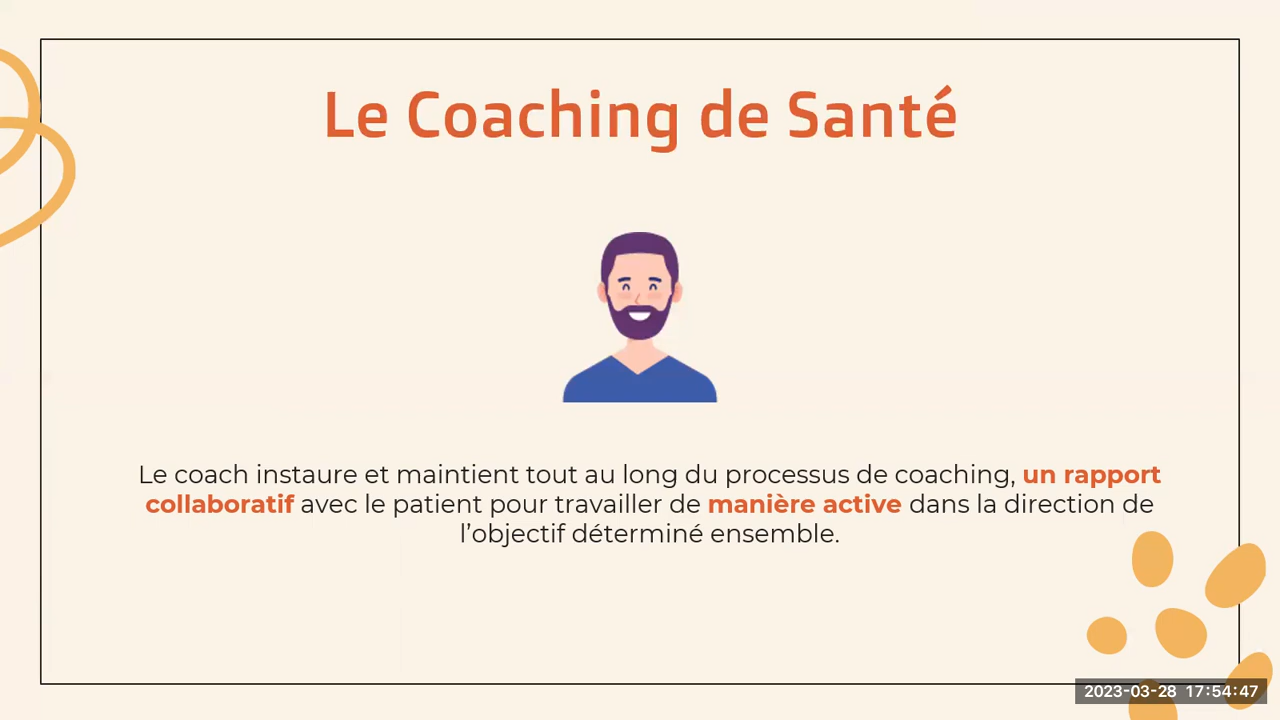 Le Coaching de Santé
Le coach instaure et maintient tout au long du processus de coaching, un rapport
collaboratif avec le patient pour travailler de manière active dans la direction de
l’objectif déterminé ensemble.
2023-03-28 17:54:47